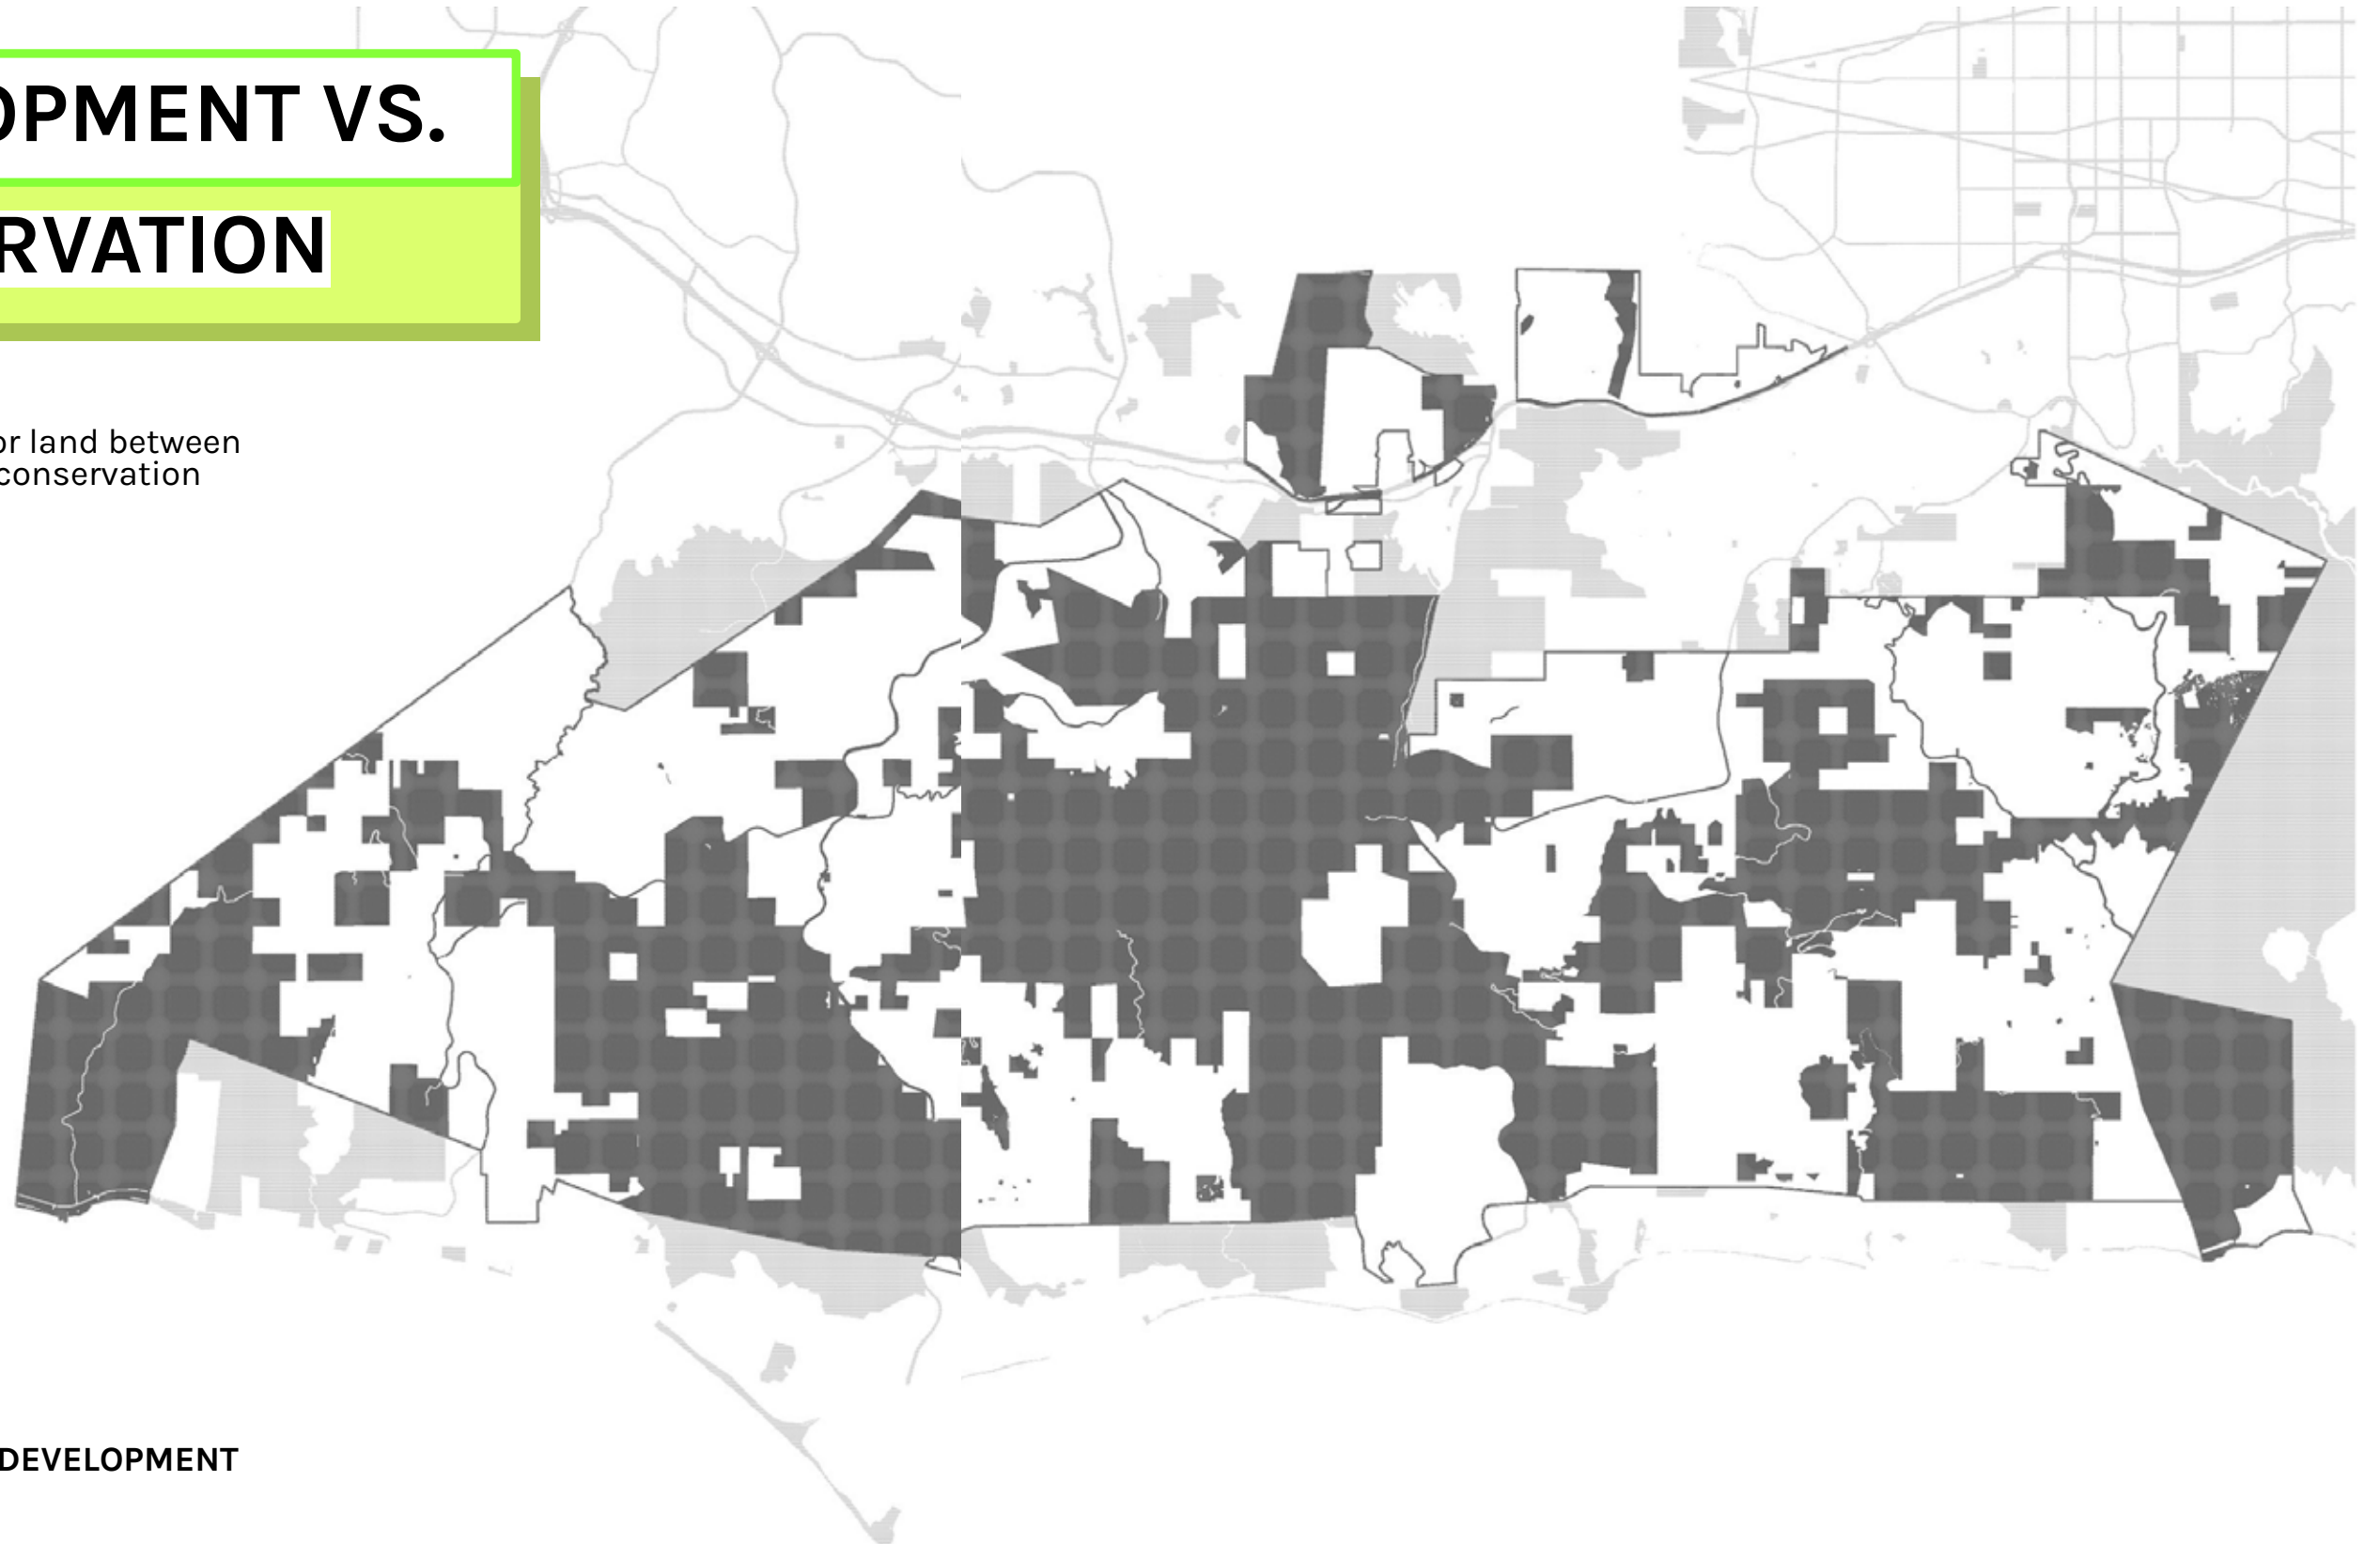 OPMENT VS.
RVATION
or land between
conservation
DEVELOPMENT